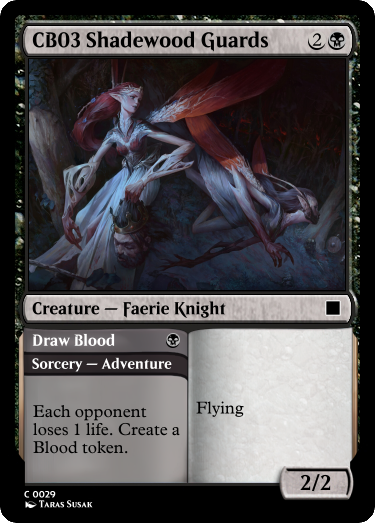 CB03 Shadewood Guards 2
Creature — Faerie Knight
Draw Blood
Sorcery — Adventure
Each opponent
loses 1 life. Create a
Blood token.
Flying
2/2
C 0029
Taras Susak